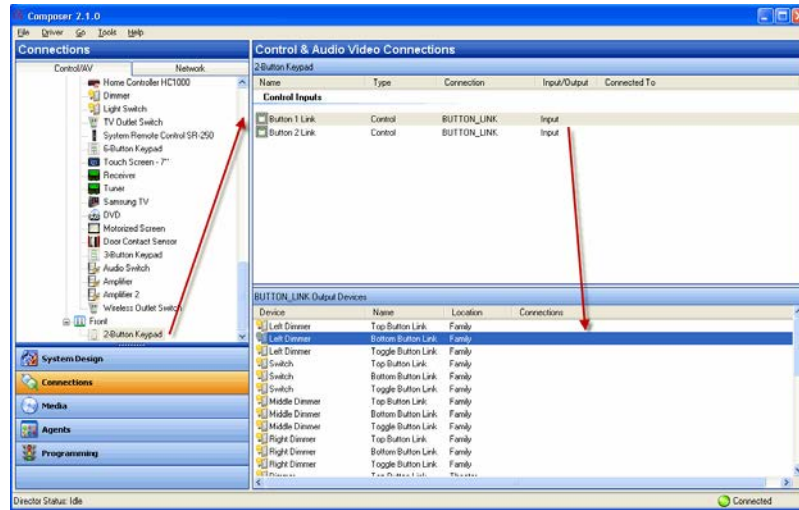 Composer 2.1.0
File Driver Go Tools Help
Connections
Control/AV Network
Home Controller HC1000
Dimmer
Light Switch
TV Outlet Switch
System Remote Control SR-250
6-Button Keypad
Touch Screen - 7"
Receiver
Tuner
Samsung TV
DVD
Motorized Screen
Door Contact Sensor
3-Button Keypad
Audio Switch
Amplifier
Amplifier 2
Wireless Outlet Switch
Front
2-Button Keypad
System Design
Connections
Media
Agents
Programming
Control & Audio Video Connections
2-Button Keypad
Name Type Connection Input/Output Connected To
Control Inputs
Button 1 Link Control BUTTON_LINK Input
Button 2 Link Control BUTTON_LINK Input
BUTTON_LINK Output Devices
Device Name Location Connections
Left Dimmer Top Button Link Family
Left Dimmer Bottom Button Link Family
Left Dimmer Toggle Button Link Family
Switch Top Button Link Family
Switch Bottom Button Link Family
Switch Toggle Button Link Family
Middle Dimmer Top Button Link Family
Middle Dimmer Bottom Button Link Family
Middle Dimmer Toggle Button Link Family
Right Dimmer Top Button Link Family
Right Dimmer Bottom Button Link Family
Right Dimmer Toggle Button Link Family
Dimmer Top Button Link Theater
Director Status: Idle
Connected